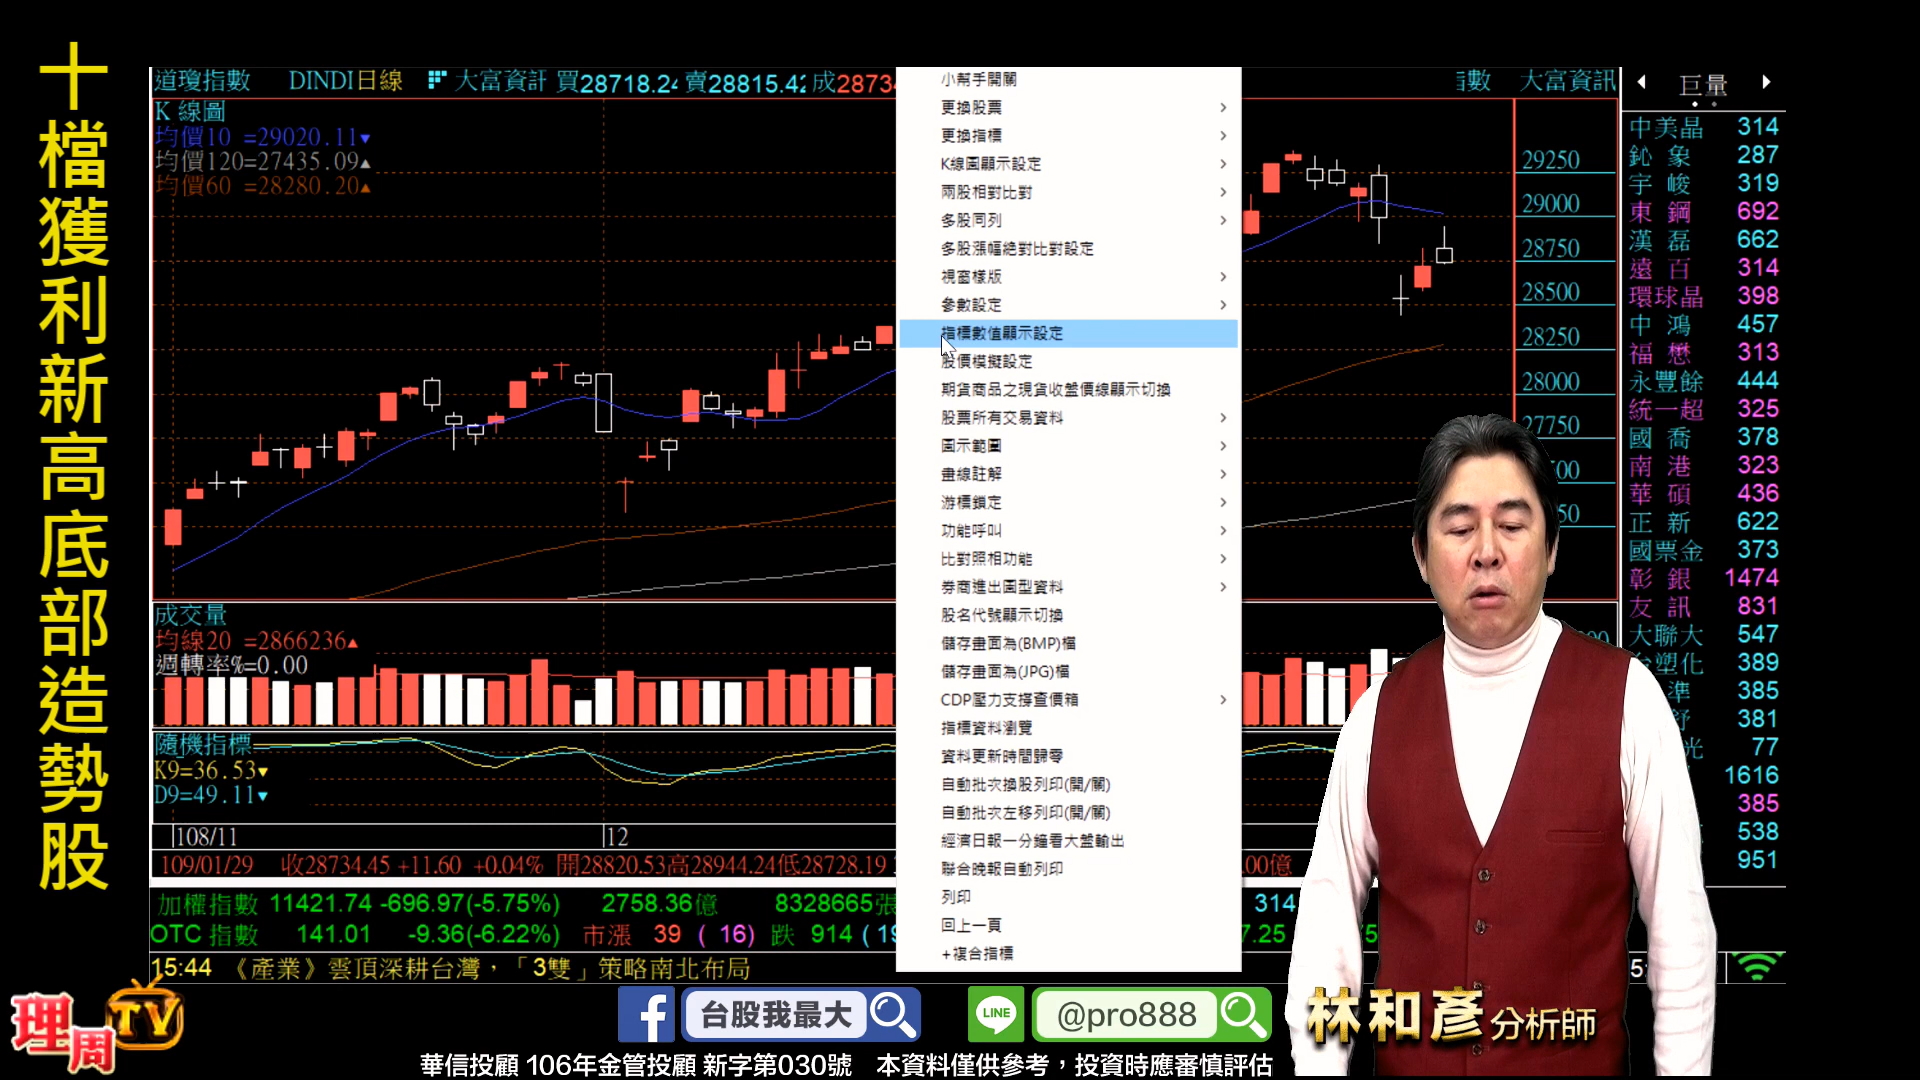 十檔獲利新高底部造勢股
道瓊指數 DINDI日線 大富資訊 買28718.24 賣28815.42 成28734
指數 大富資訊
巨量
K 線圖
均價10 =29020.11▼
均價120=27435.09▲
均價60 =28280.20▲
29250
29000
28750
28500
28250
28000
27750
小幫手開關
更換股票
更換指標
K線圖顯示設定
兩股相對比對
多股同列
多股漲幅絕對比對設定
視窗樣版
參數設定
指標數值顯示設定
股價模擬設定
期貨商品之現貨收盤價線顯示切換
股票所有交易資料
圖示範圍
畫線註解
游標鎖定
功能呼叫
比對照相功能
券商進出圖型資料
股名代號顯示切換
儲存畫面為(BMP)檔
儲存畫面為(JPG)檔
CDP壓力支撐查價箱
指標資料瀏覽
資料更新時間歸零
自動批次換股列印(開/關)
自動批次左移列印(開/關)
經濟日報一分鐘看大盤輸出
聯合晚報自動列印
列印
回上一頁
+複合指標
中美晶 314
鈊象 287
宇峻 319
東鋼 692
漢磊 662
遠百 314
環球晶 398
中鴻 457
福懋 313
永豐餘 444
統一超 325
國喬 378
南港 323
華碩 436
正新 622
國票金 373
彰銀 1474
友訊 831
大聯大 547
台塑化 389
準 385
381
光 77
1616
385
538
951
成交量
均線20 =2866236▲
週轉率%=0.00
隨機指標
K9=36.53▼
D9=49.11▼
108/11
12
109/01/29 收28734.45 +11.60 +0.04% 開28820.53高28944.24低28728.19
.00億
加權指數 11421.74 -696.97(-5.75%) 2758.36億 8328665張
314
OTC 指數 141.01 -9.36(-6.22%) 市漲 39 ( 16) 跌 914 ( 19
7.25
15:44 《產業》雲頂深耕台灣，「3雙」策略南北布局
理周TV
台股我最大
LINE
@pro888
林和彥 分析師
華信投顧 106年金管投顧 新字第030號 本資料僅供參考，投資時應審慎評估